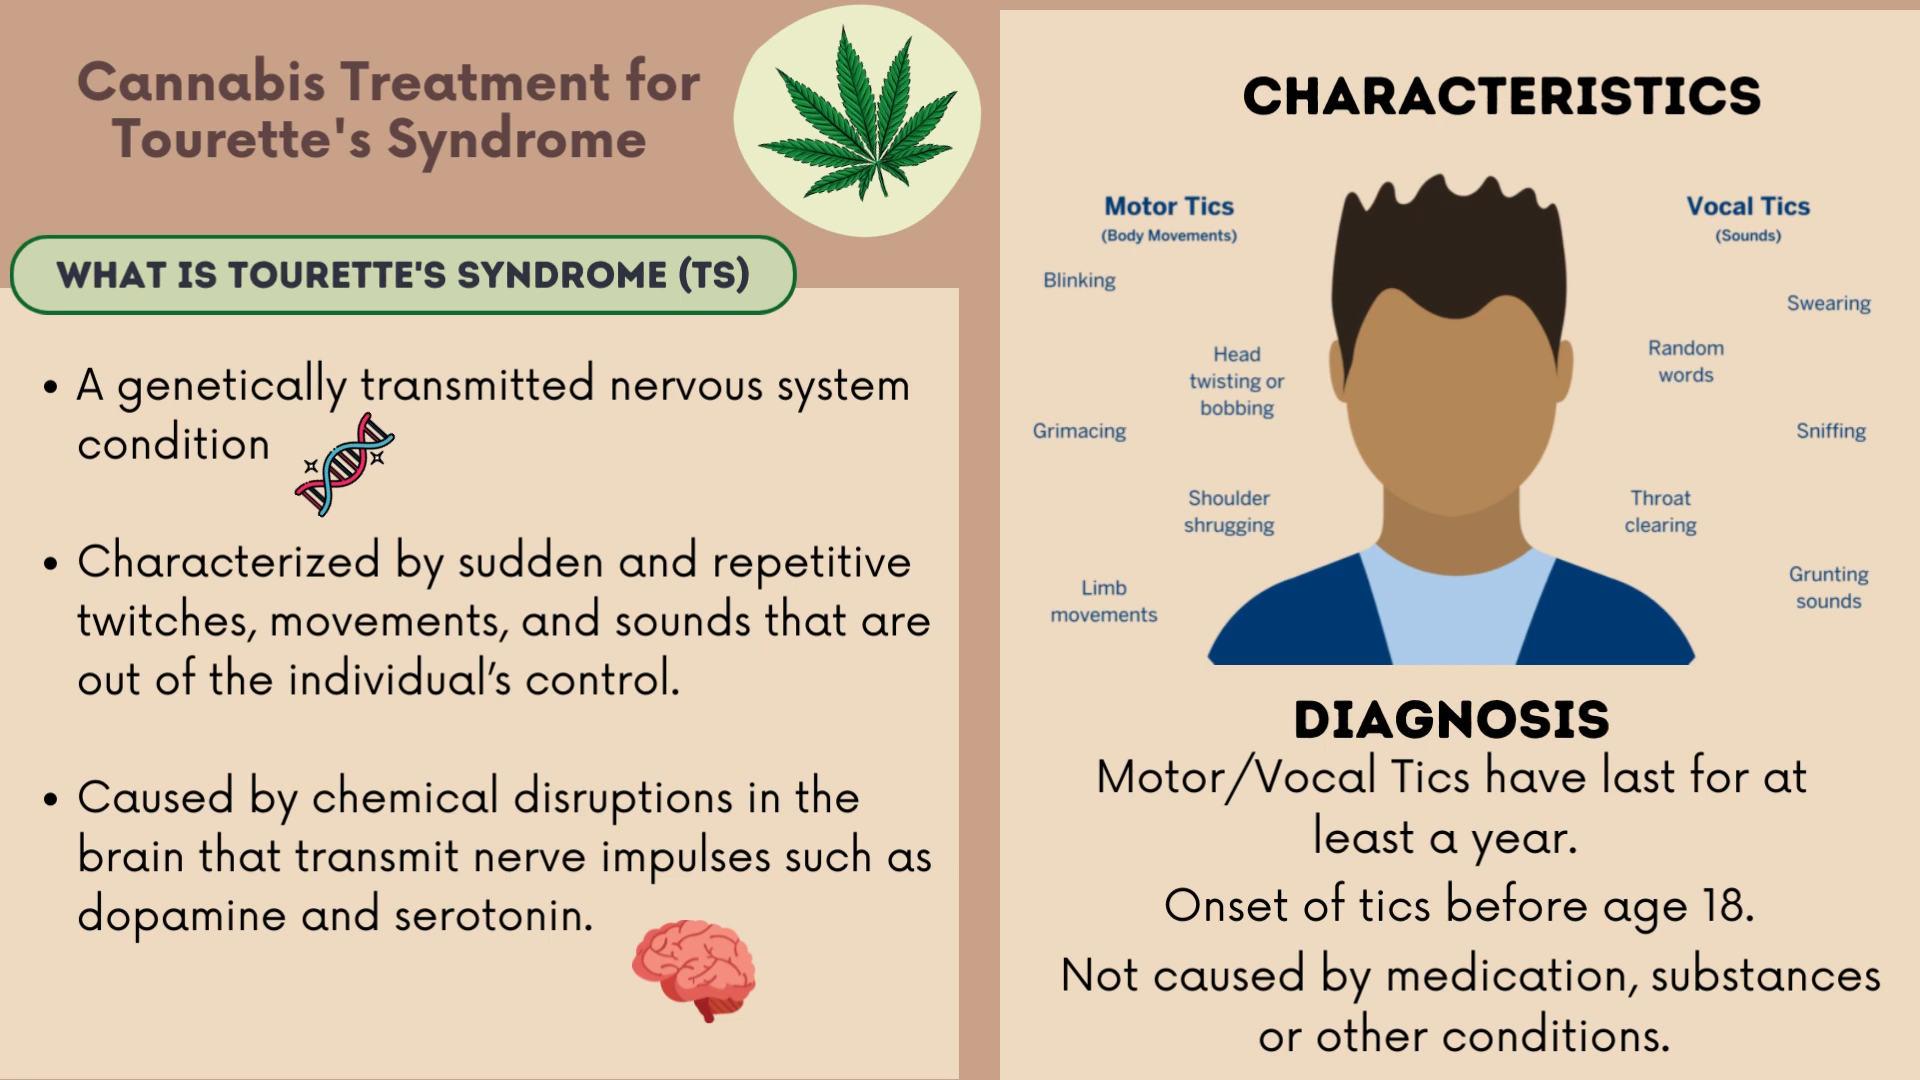 Cannabis Treatment for
Tourette's Syndrome
WHAT IS TOURETTE'S SYNDROME (TS)
• A genetically transmitted nervous system
condition
• Characterized by sudden and repetitive
twitches, movements, and sounds that are
out of the individual’s control.
• Caused by chemical disruptions in the
brain that transmit nerve impulses such as
dopamine and serotonin.
CHARACTERISTICS
Motor Tics
(Body Movements)
Blinking
Head
twisting or
bobbing
Grimacing
Shoulder
shrugging
Limb
movements
Vocal Tics
(Sounds)
Swearing
Random
words
Sniffing
Throat
clearing
Grunting
sounds
DIAGNOSIS
Motor/Vocal Tics have last for at
least a year.
Onset of tics before age 18.
Not caused by medication, substances
or other conditions.